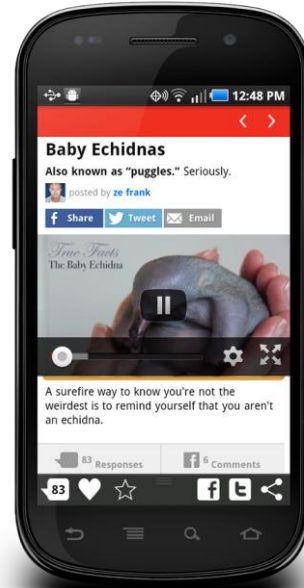 12:48 PM
Baby Echidnas
Also known as “puggles.” Seriously.
posted by ze frank
f Share Tweet Email
True Facts
The Baby Echidna
A surefire way to know you're not the
weirdest is to remind yourself that you aren't
an echidna.
83 Responses f 6 Comments
83 f t